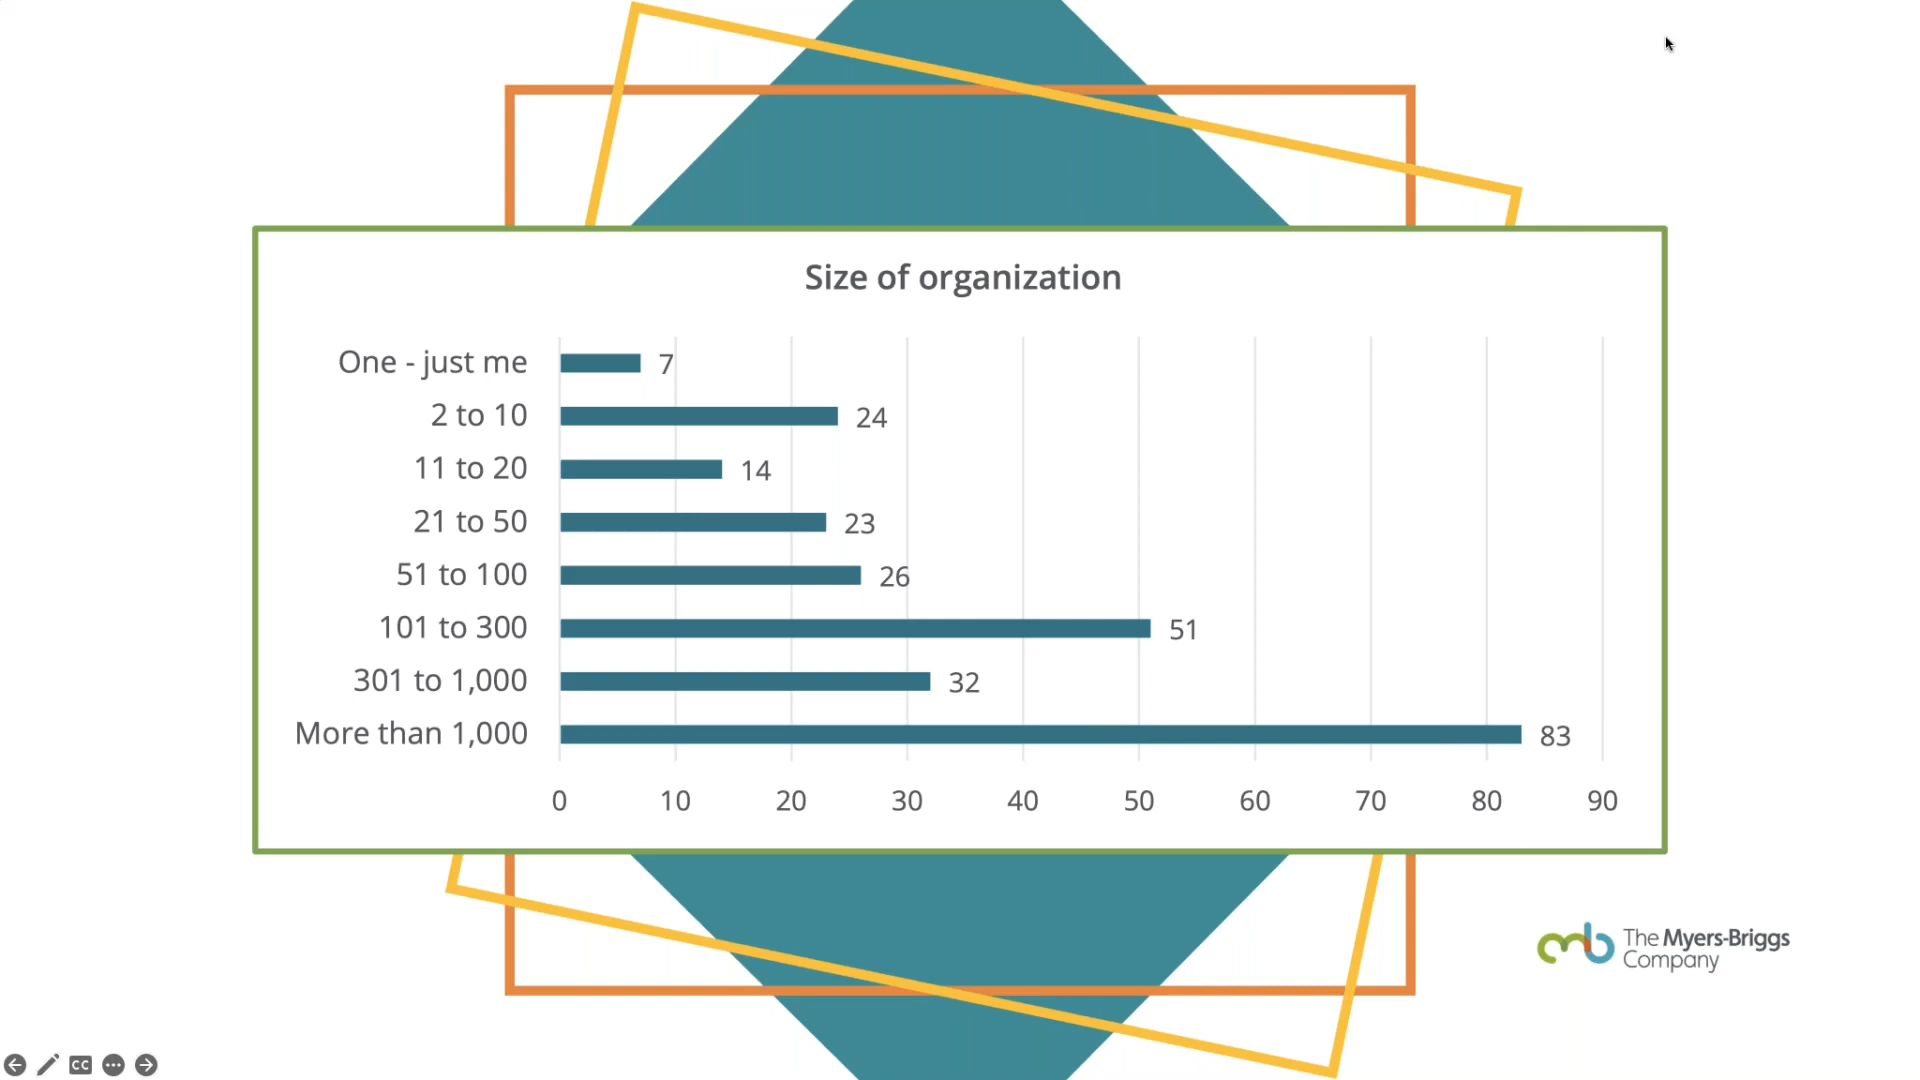 Size of organization
One - just me 7
2 to 10 24
11 to 20 14
21 to 50 23
51 to 100 26
101 to 300 51
301 to 1,000 32
More than 1,000 83
0 10 20 30 40 50 60 70 80 90
mb The Myers-Briggs
Company
CC